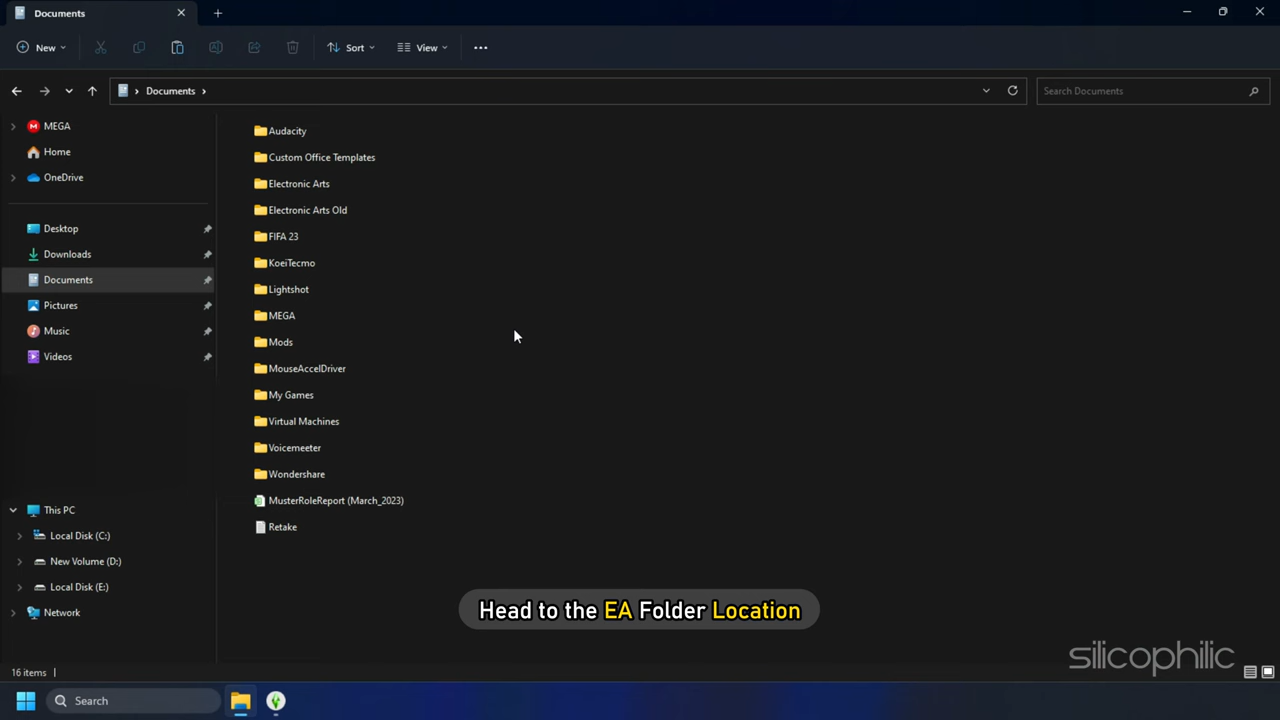 Documents
New
Sort
View
Documents
Search Documents
MEGA
Home
OneDrive
Desktop
Downloads
Documents
Pictures
Music
Videos
This PC
Local Disk (C:)
New Volume (D:)
Local Disk (E:)
Network
Audacity
Custom Office Templates
Electronic Arts
Electronic Arts Old
FIFA 23
KoeiTecmo
Lightshot
MEGA
Mods
MouseAccelDriver
My Games
Virtual Machines
Voicemeeter
Wondershare
MusterRoleReport (March_2023)
Retake
Head to the EA Folder Location
silicophilic
16 items
Search